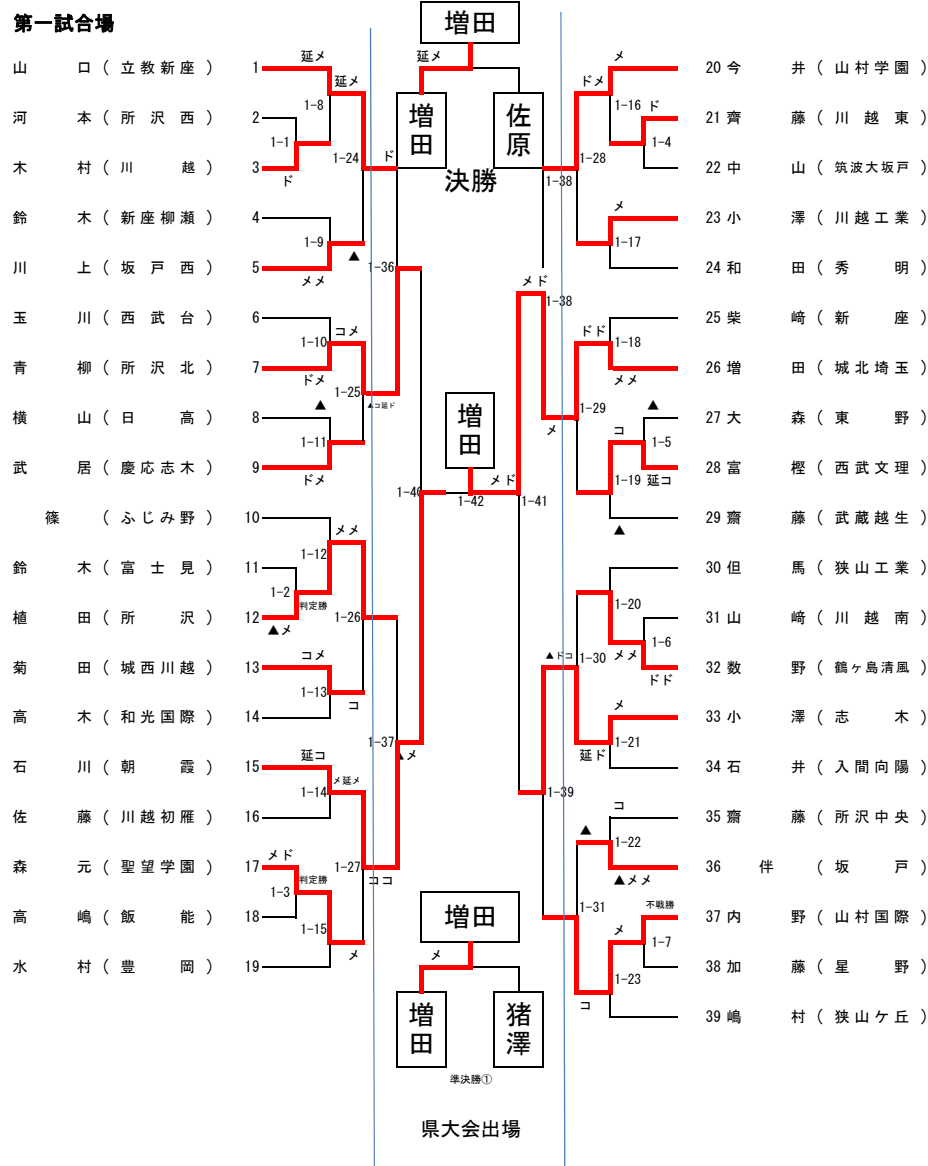 第一試合場
増田
延メ
増田
佐原
決勝
山口（立教新座） 1
河本（所沢西） 2
木村（川越） 3
鈴木（新座柳瀬） 4
川上（坂戸西） 5
玉川（西武台） 6
青柳（所沢北） 7
横山（日高） 8
武居（慶応志木） 9
篠（ふじみ野） 10
鈴木（富士見） 11
植田（所沢） 12
菊田（城西川越） 13
高木（和光国際） 14
石川（朝霞） 15
佐藤（川越初雁） 16
森元（聖望学園） 17
高嶋（飯能） 18
水村（豊岡） 19
延メ
1-8
1-1
ド
延メ
1-24
1-9
メメ
▲
ド
1-36
コメ
1-10
ドメ
1-25
▲コ延ド
▲
1-11
ドメ
メメ
1-12
1-2
判定勝
▲メ
1-26
コメ
1-13
コ
1-37
▲メ
延コ
メ延メ
1-14
メド
1-3
判定勝
1-27
ココ
1-15
メ
1-40
増田
1-42
メド
1-41
メド
1-38
1-38
20 今井（山村学園）
21 齊藤（川越東）
22 中山（筑波大坂戸）
23 小澤（川越工業）
24 和田（秀明）
25 柴﨑（新座）
26 増田（城北埼玉）
27 大森（東野）
28 富樫（西武文理）
29 齋藤（武蔵越生）
30 但馬（狭山工業）
31 山﨑（川越南）
32 数野（鶴ヶ島清風）
33 小澤（志木）
34 石井（入間向陽）
35 齋藤（所沢中央）
36 伴（坂戸）
37 内野（山村国際）
38 加藤（星野）
39 嶋村（狭山ケ丘）
メ
ドメ
1-16
ド
1-4
1-28
メ
1-17
ドド
1-18
メメ
1-29
メ
▲
コ
1-5
1-19
延コ
▲
1-20
1-6
メメ
ドド
▲ドコ
1-30
メ
1-21
延ド
1-39
コ
▲
1-22
▲メメ
1-31
不戦勝
メ
1-7
1-23
コ
増田
メ
増田
猪澤
準決勝①
県大会出場